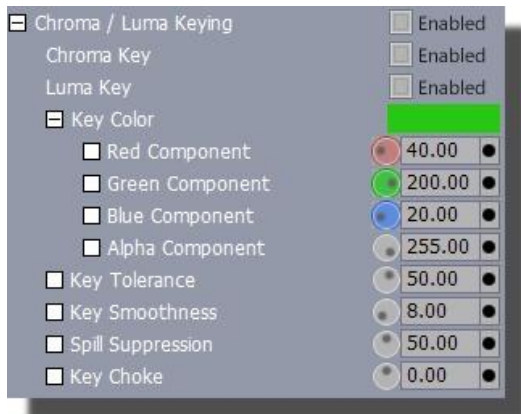 Chroma / Luma Keying Enabled
Chroma Key Enabled
Luma Key Enabled
Key Color
Red Component 40.00
Green Component 200.00
Blue Component 20.00
Alpha Component 255.00
Key Tolerance 50.00
Key Smoothness 8.00
Spill Suppression 50.00
Key Choke 0.00